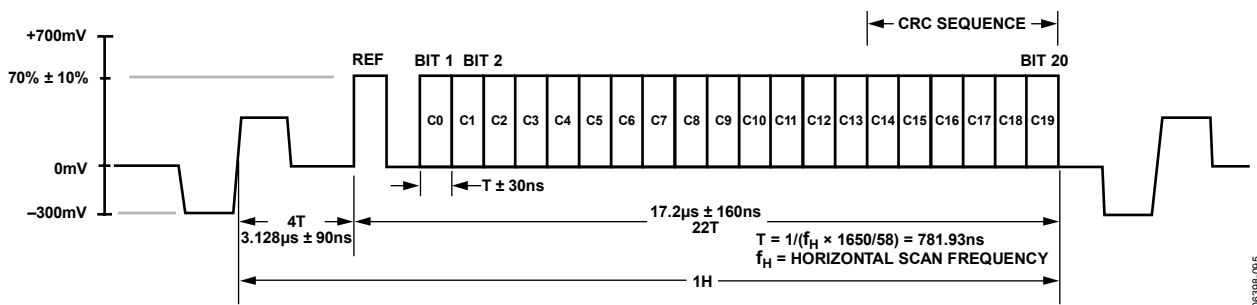 CRC SEQUENCE
+700mV
REF
BIT 1
BIT 2
BIT 20
70% ± 10%
C0
C1
C2
C3
C4
C5
C6
C7
C8
C9
C10
C11
C12
C13
C14
C15
C16
C17
C18
C19
0mV
T ± 30ns
–300mV
4T
3.128µs ± 90ns
17.2µs ± 160ns
22T
T = 1/(fH × 1650/58) = 781.93ns
fH = HORIZONTAL SCAN FREQUENCY
1H
06398-095